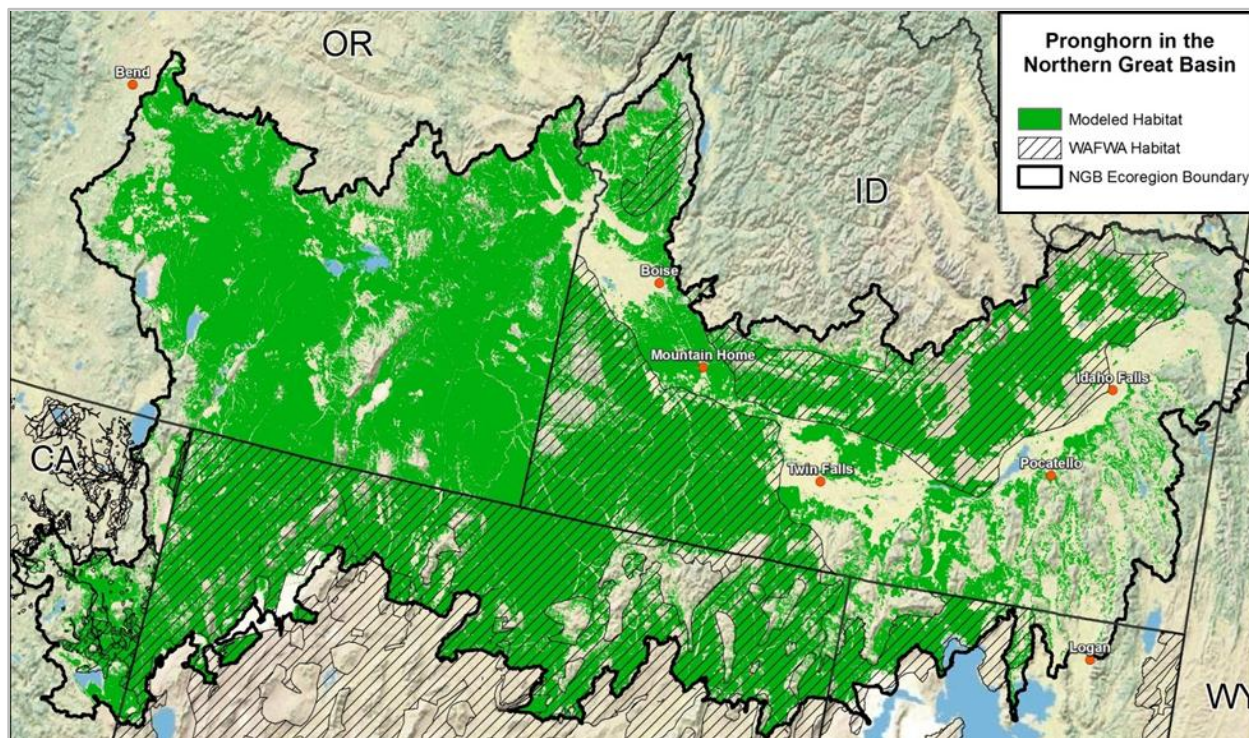 Pronghorn in the
Northern Great Basin
Modeled Habitat
WAFWA Habitat
NGB Ecoregion Boundary
OR
Bend
ID
Boise
Mountain Home
Idaho Falls
CA
Twin Falls
Pocatello
Logan
WY